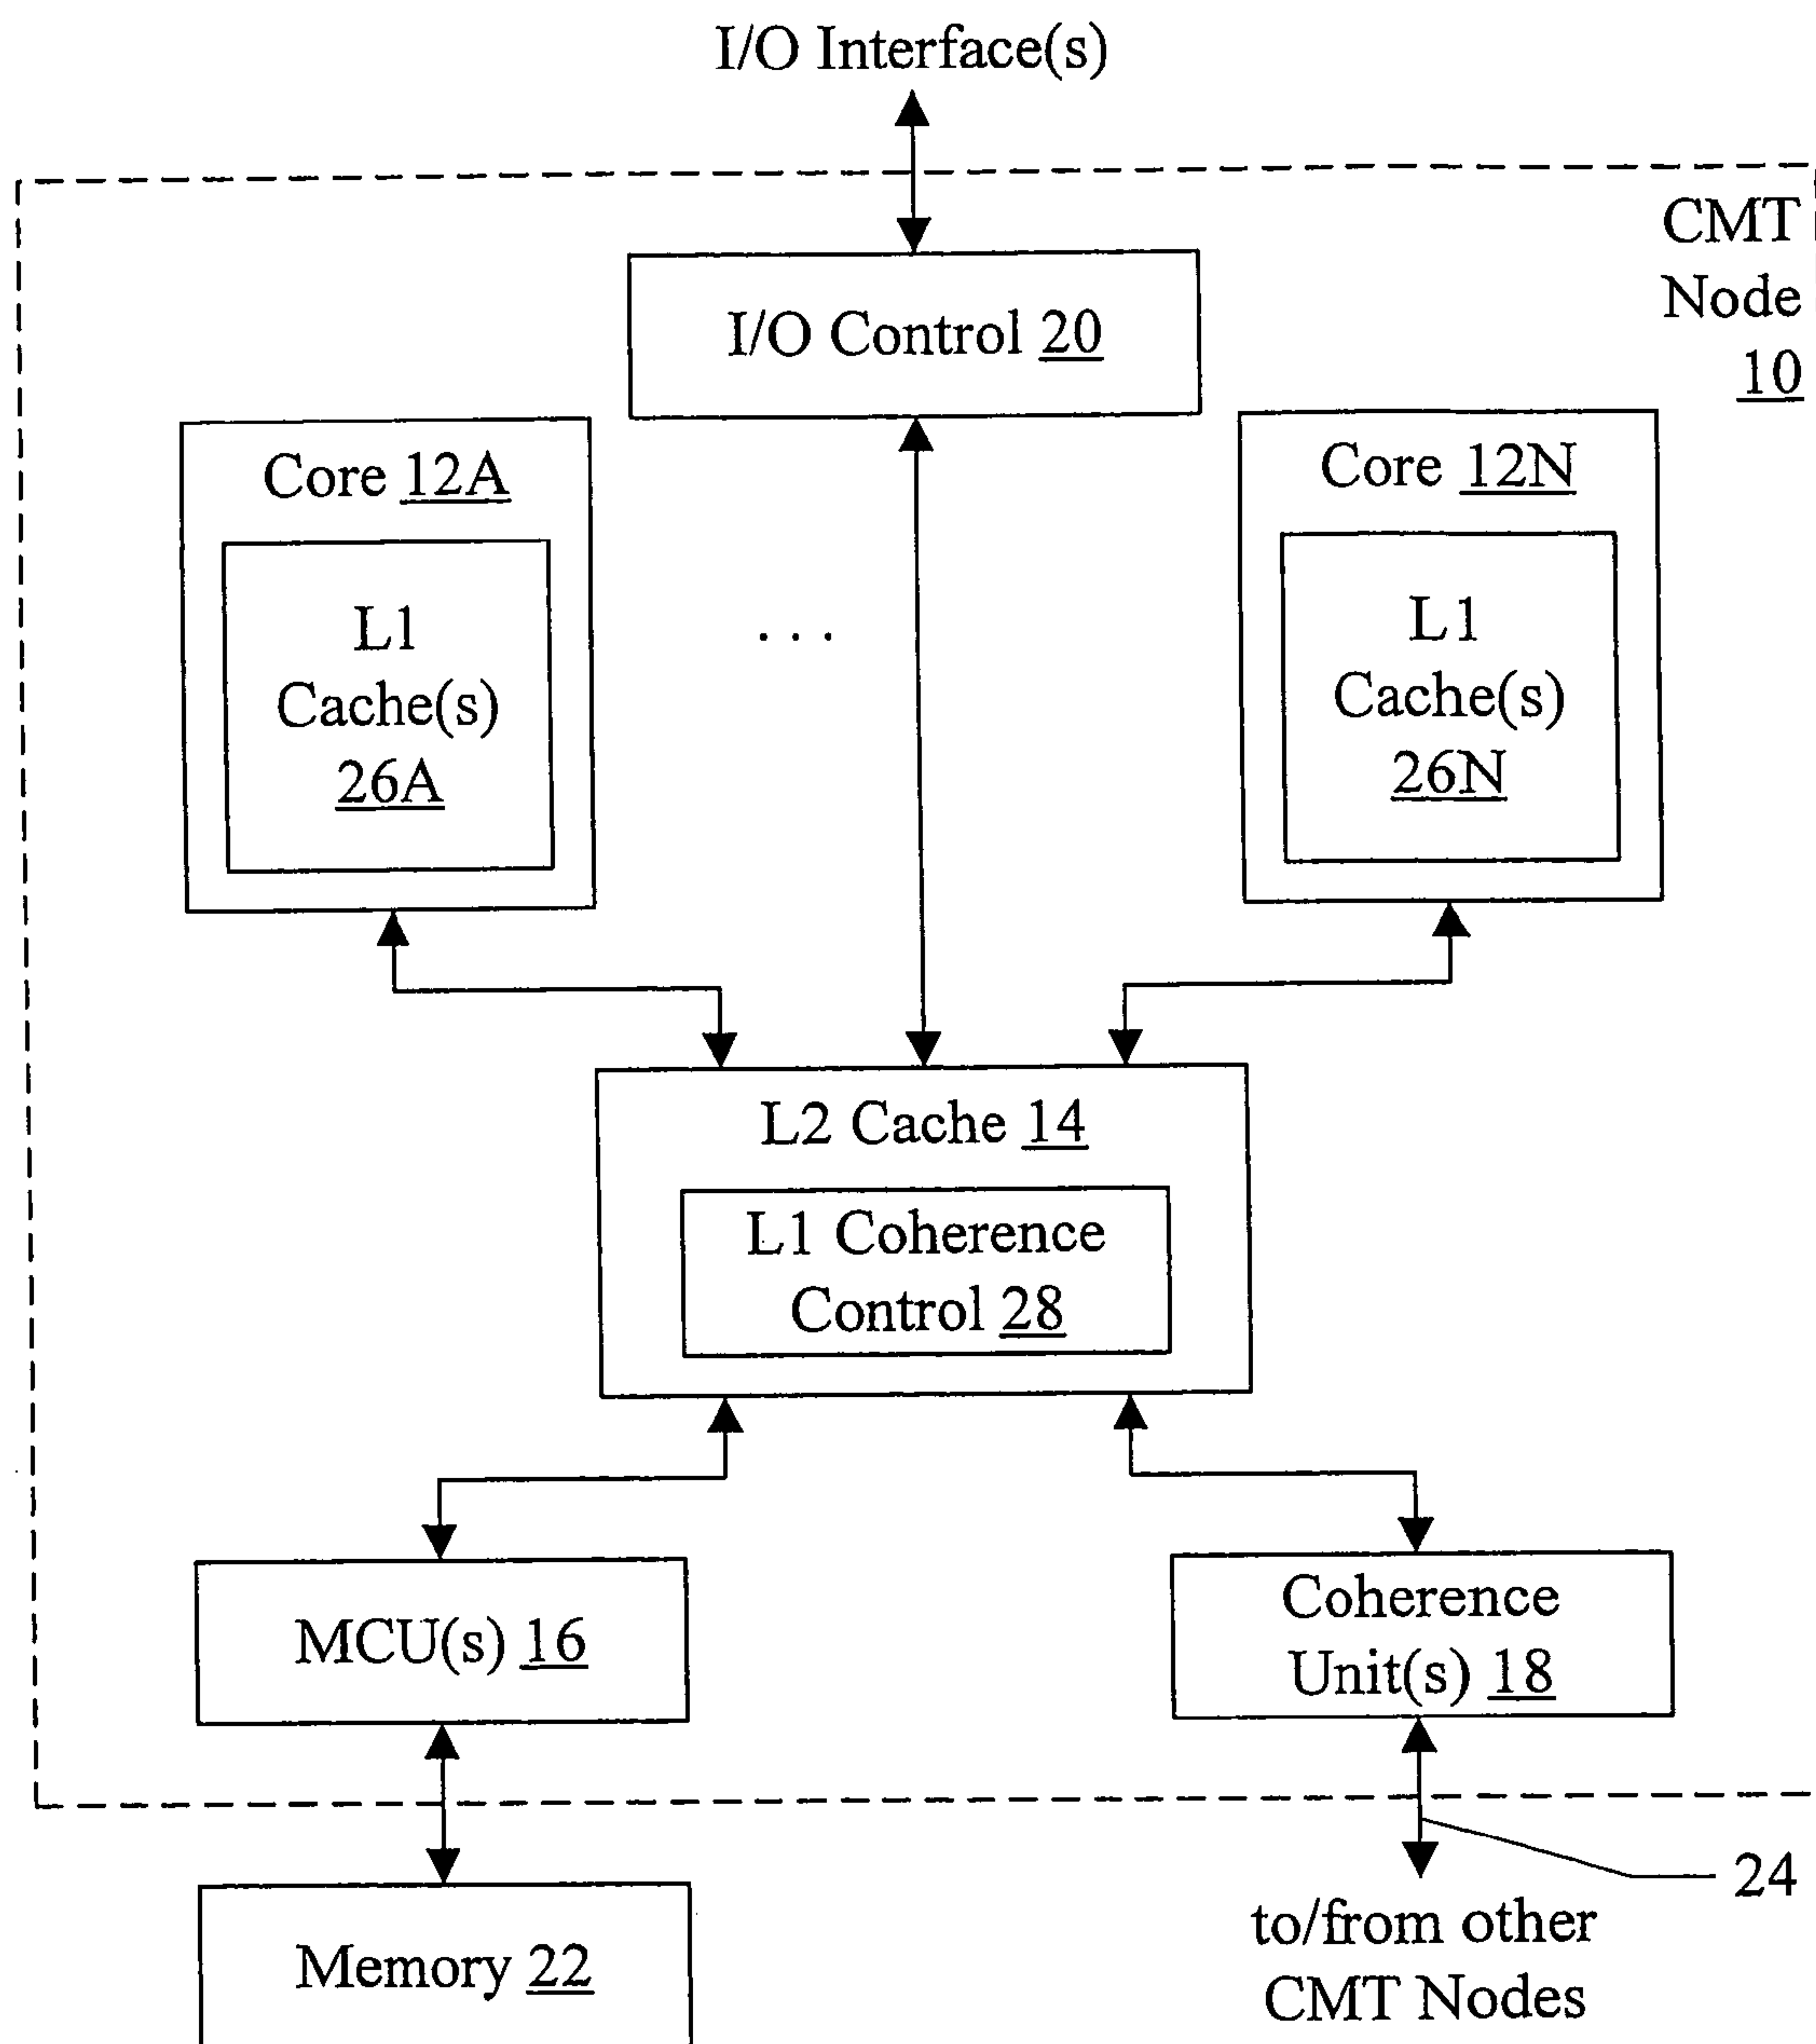 I/O Interface(s)
CMT
Node
10
I/O Control 20
Core 12A
L1
Cache(s)
26A
. . .
Core 12N
L1
Cache(s)
26N
L2 Cache 14
L1 Coherence
Control 28
MCU(s) 16
Coherence
Unit(s) 18
24
Memory 22
to/from other
CMT Nodes